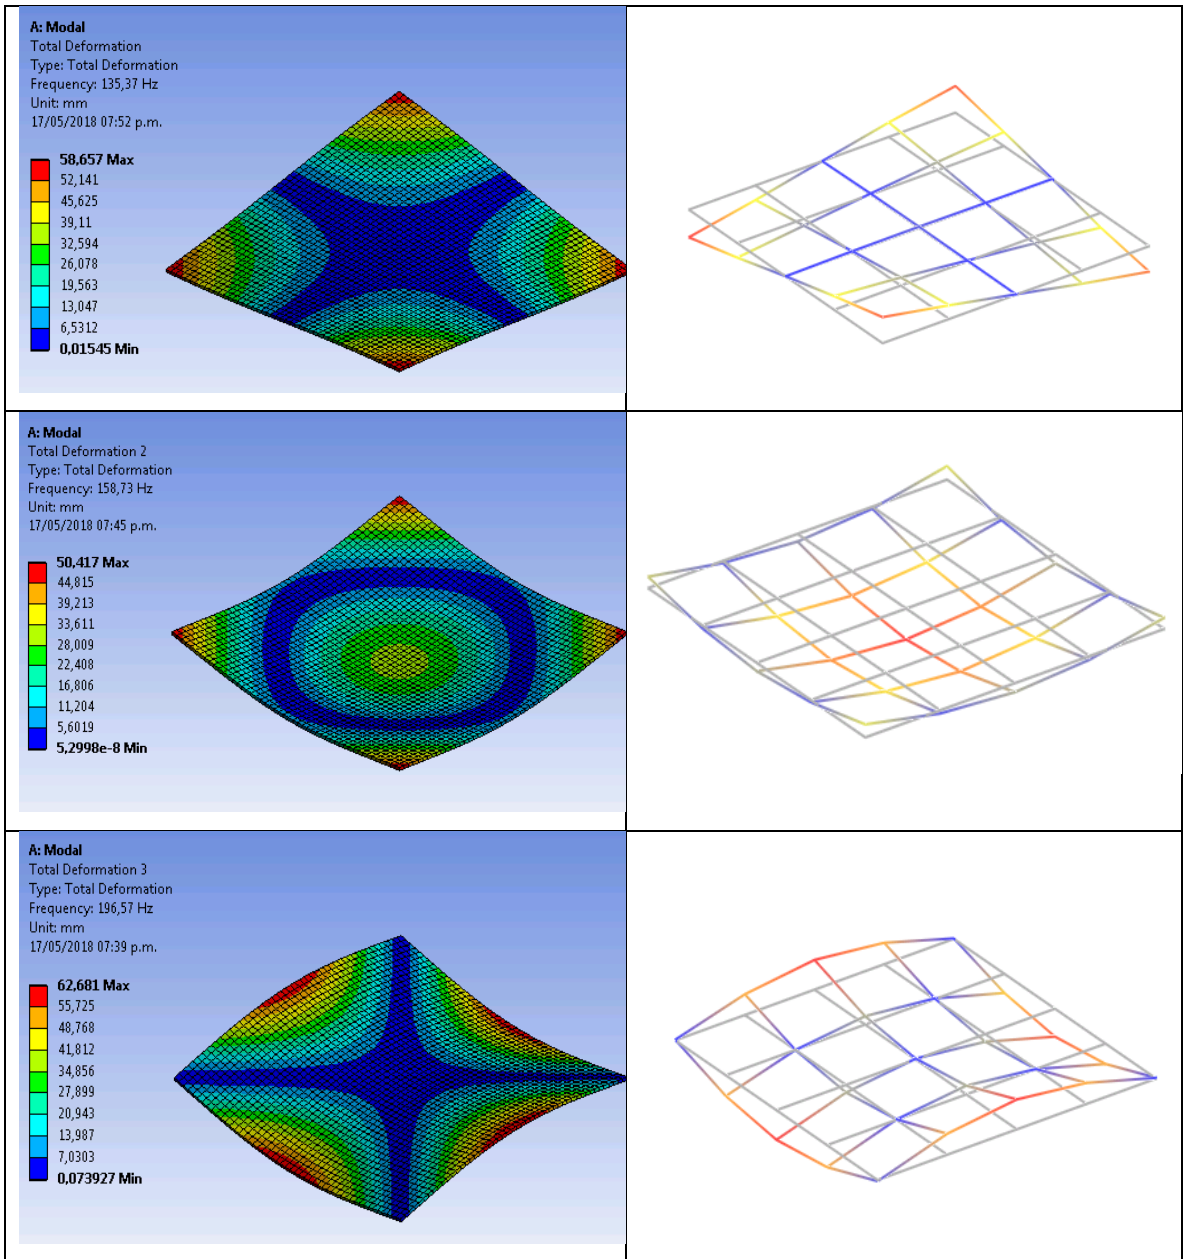 A: Modal
Total Deformation
Type: Total Deformation
Frequency: 135,37 Hz
Unit: mm
17/05/2018 07:52 p.m.
58,657 Max
52,141
45,625
39,11
32,594
26,078
19,563
13,047
6,5312
0,01545 Min
A: Modal
Total Deformation 2
Type: Total Deformation
Frequency: 158,73 Hz
Unit: mm
17/05/2018 07:45 p.m.
50,417 Max
44,815
39,213
33,611
28,009
22,408
16,806
11,204
5,6019
5,2998e-8 Min
A: Modal
Total Deformation 3
Type: Total Deformation
Frequency: 196,57 Hz
Unit: mm
17/05/2018 07:39 p.m.
62,681 Max
55,725
48,768
41,812
34,856
27,899
20,943
13,987
7,0303
0,073927 Min